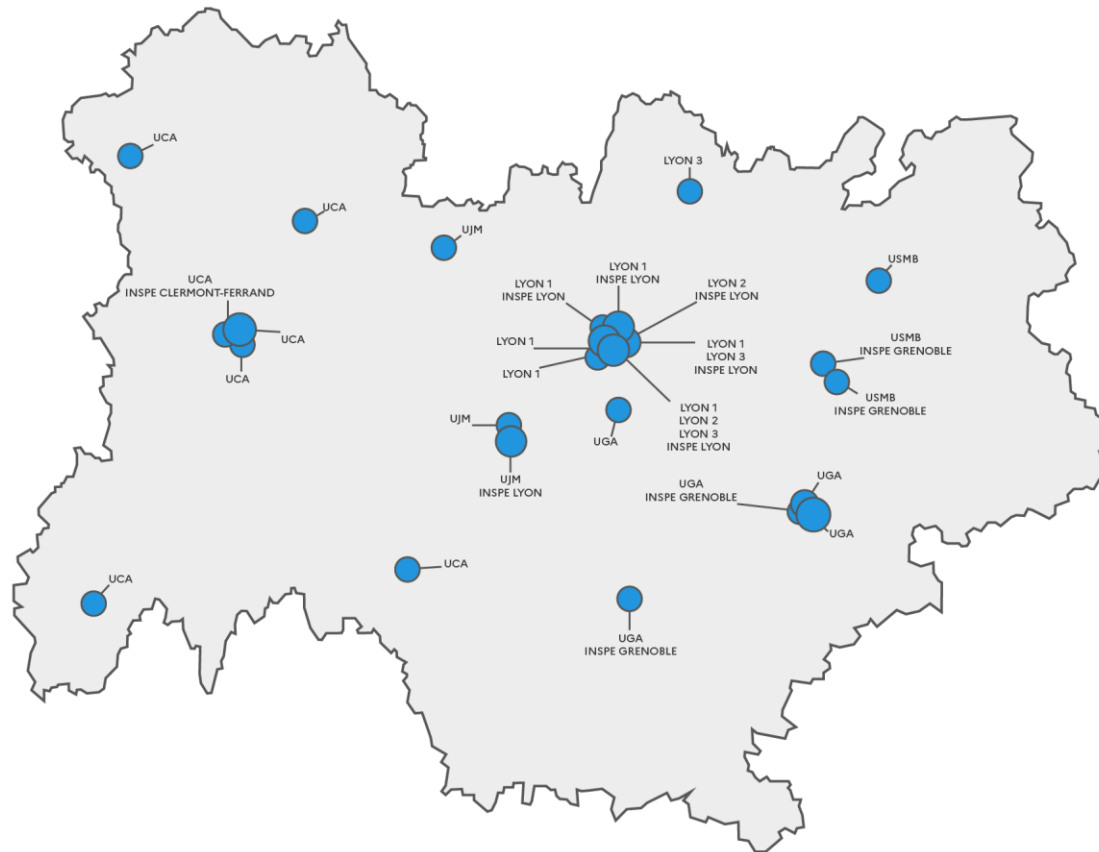 UCA
LYON 3
UCA
UJM
USMB
UCA
INSPE CLERMONT-FERRAND
LYON 1
INSPE LYON
LYON 1
INSPE LYON
LYON 2
INSPE LYON
UCA
UCA
LYON 1
LYON 1
LYON 1
LYON 3
INSPE LYON
USMB
INSPE GRENOBLE
USMB
INSPE GRENOBLE
LYON 1
LYON 2
LYON 3
INSPE LYON
UJM
UGA
UJM
INSPE LYON
UGA
INSPE GRENOBLE
UGA
UGA
UCA
UCA
UGA
INSPE GRENOBLE